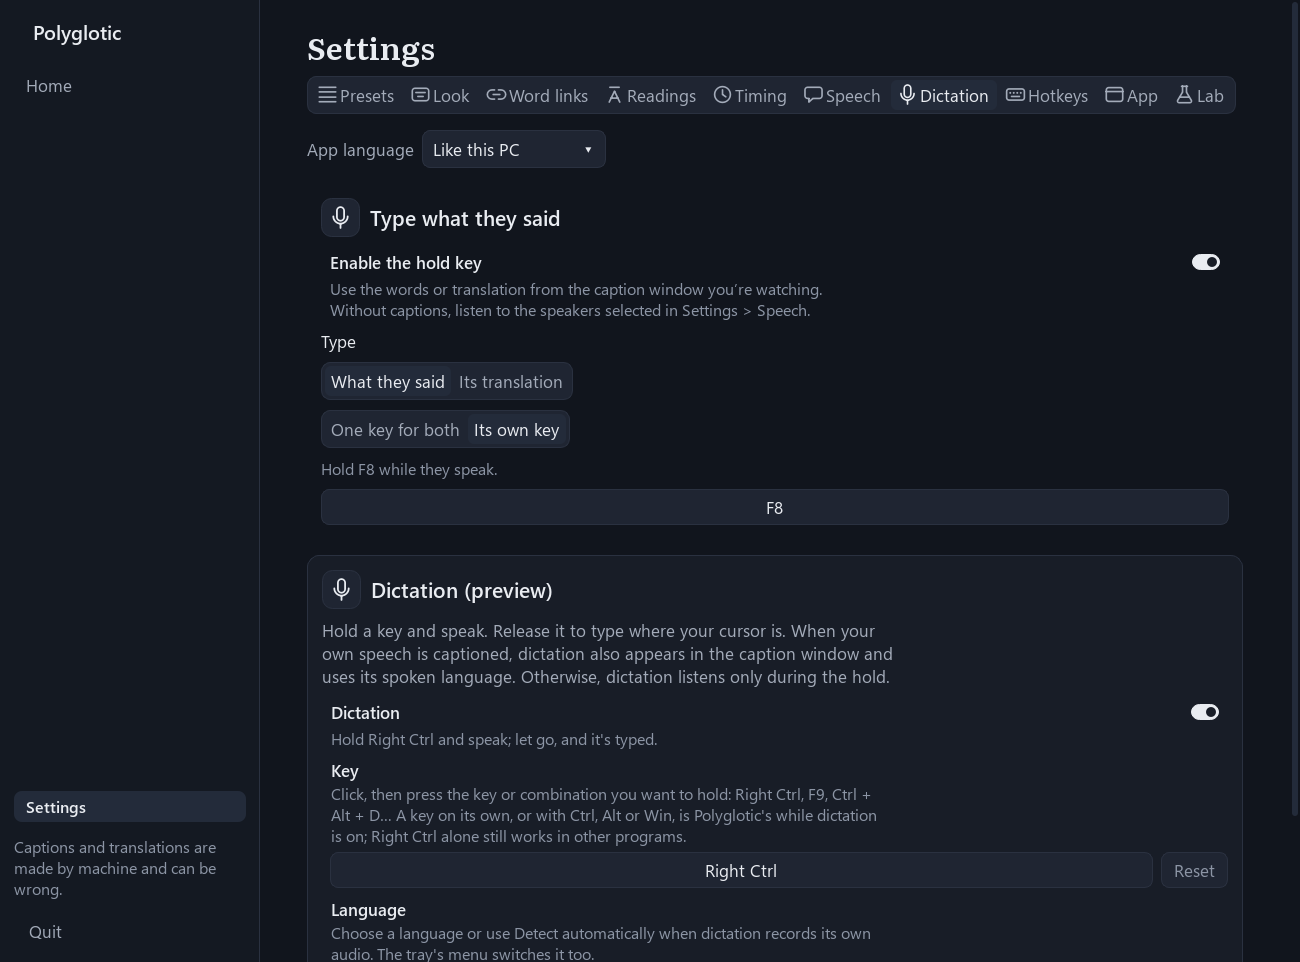 Polyglotic
Home
Settings
Captions and translations are
made by machine and can be
wrong.
Quit
Settings
Presets
Look
Word links
Readings
Timing
Speech
Dictation
Hotkeys
App
Lab
App language
Like this PC
Type what they said
Enable the hold key
Use the words or translation from the caption window you’re watching.
Without captions, listen to the speakers selected in Settings > Speech.
Type
What they said
Its translation
One key for both
Its own key
Hold F8 while they speak.
F8
Dictation (preview)
Hold a key and speak. Release it to type where your cursor is. When your
own speech is captioned, dictation also appears in the caption window and
uses its spoken language. Otherwise, dictation listens only during the hold.
Dictation
Hold Right Ctrl and speak; let go, and it's typed.
Key
Click, then press the key or combination you want to hold: Right Ctrl, F9, Ctrl +
Alt + D… A key on its own, or with Ctrl, Alt or Win, is Polyglotic's while dictation
is on; Right Ctrl alone still works in other programs.
Right Ctrl
Reset
Language
Choose a language or use Detect automatically when dictation records its own
audio. The tray's menu switches it too.